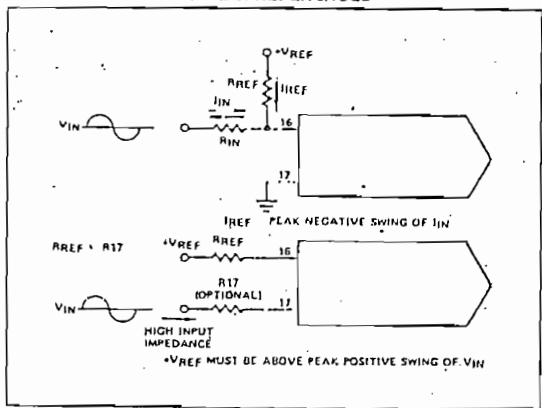 +VREF
RREF
IREF
IIN
VIN
RIN
16
17
IREF PEAK NEGATIVE SWING OF IIN
RREF R17
+VREF
RREF
16
R17
(OPTIONAL)
VIN
HIGH INPUT
IMPEDANCE
+VREF MUST BE ABOVE PEAK POSITIVE SWING OF VIN